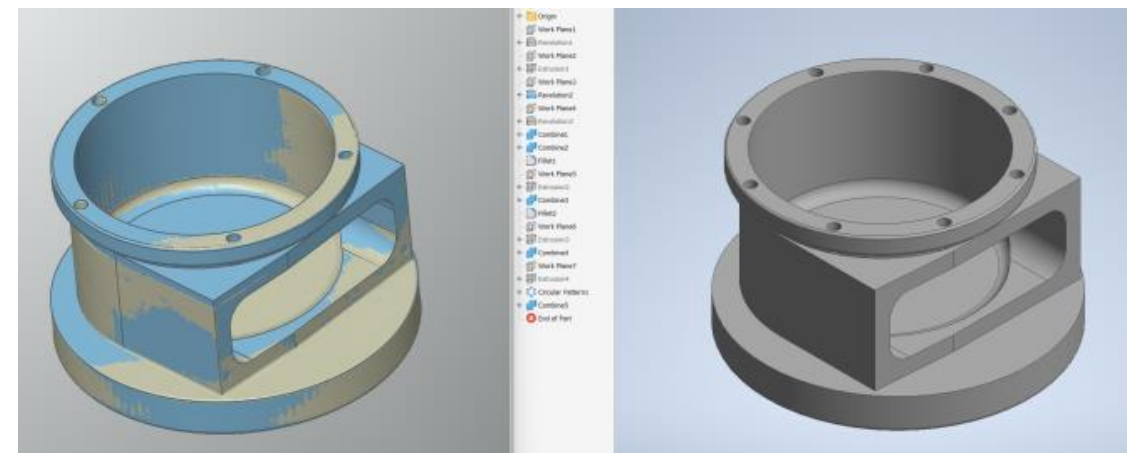 Origin
Work Plane1
Revolution1
Work Plane2
Extrusion1
Work Plane3
Revolution2
Work Plane4
Revolution3
Combine1
Combine2
Fillet1
Work Plane5
Extrusion2
Combine3
Fillet2
Work Plane6
Extrusion3
Combine4
Work Plane7
Extrusion4
Circular Pattern1
Combine5
End of Part